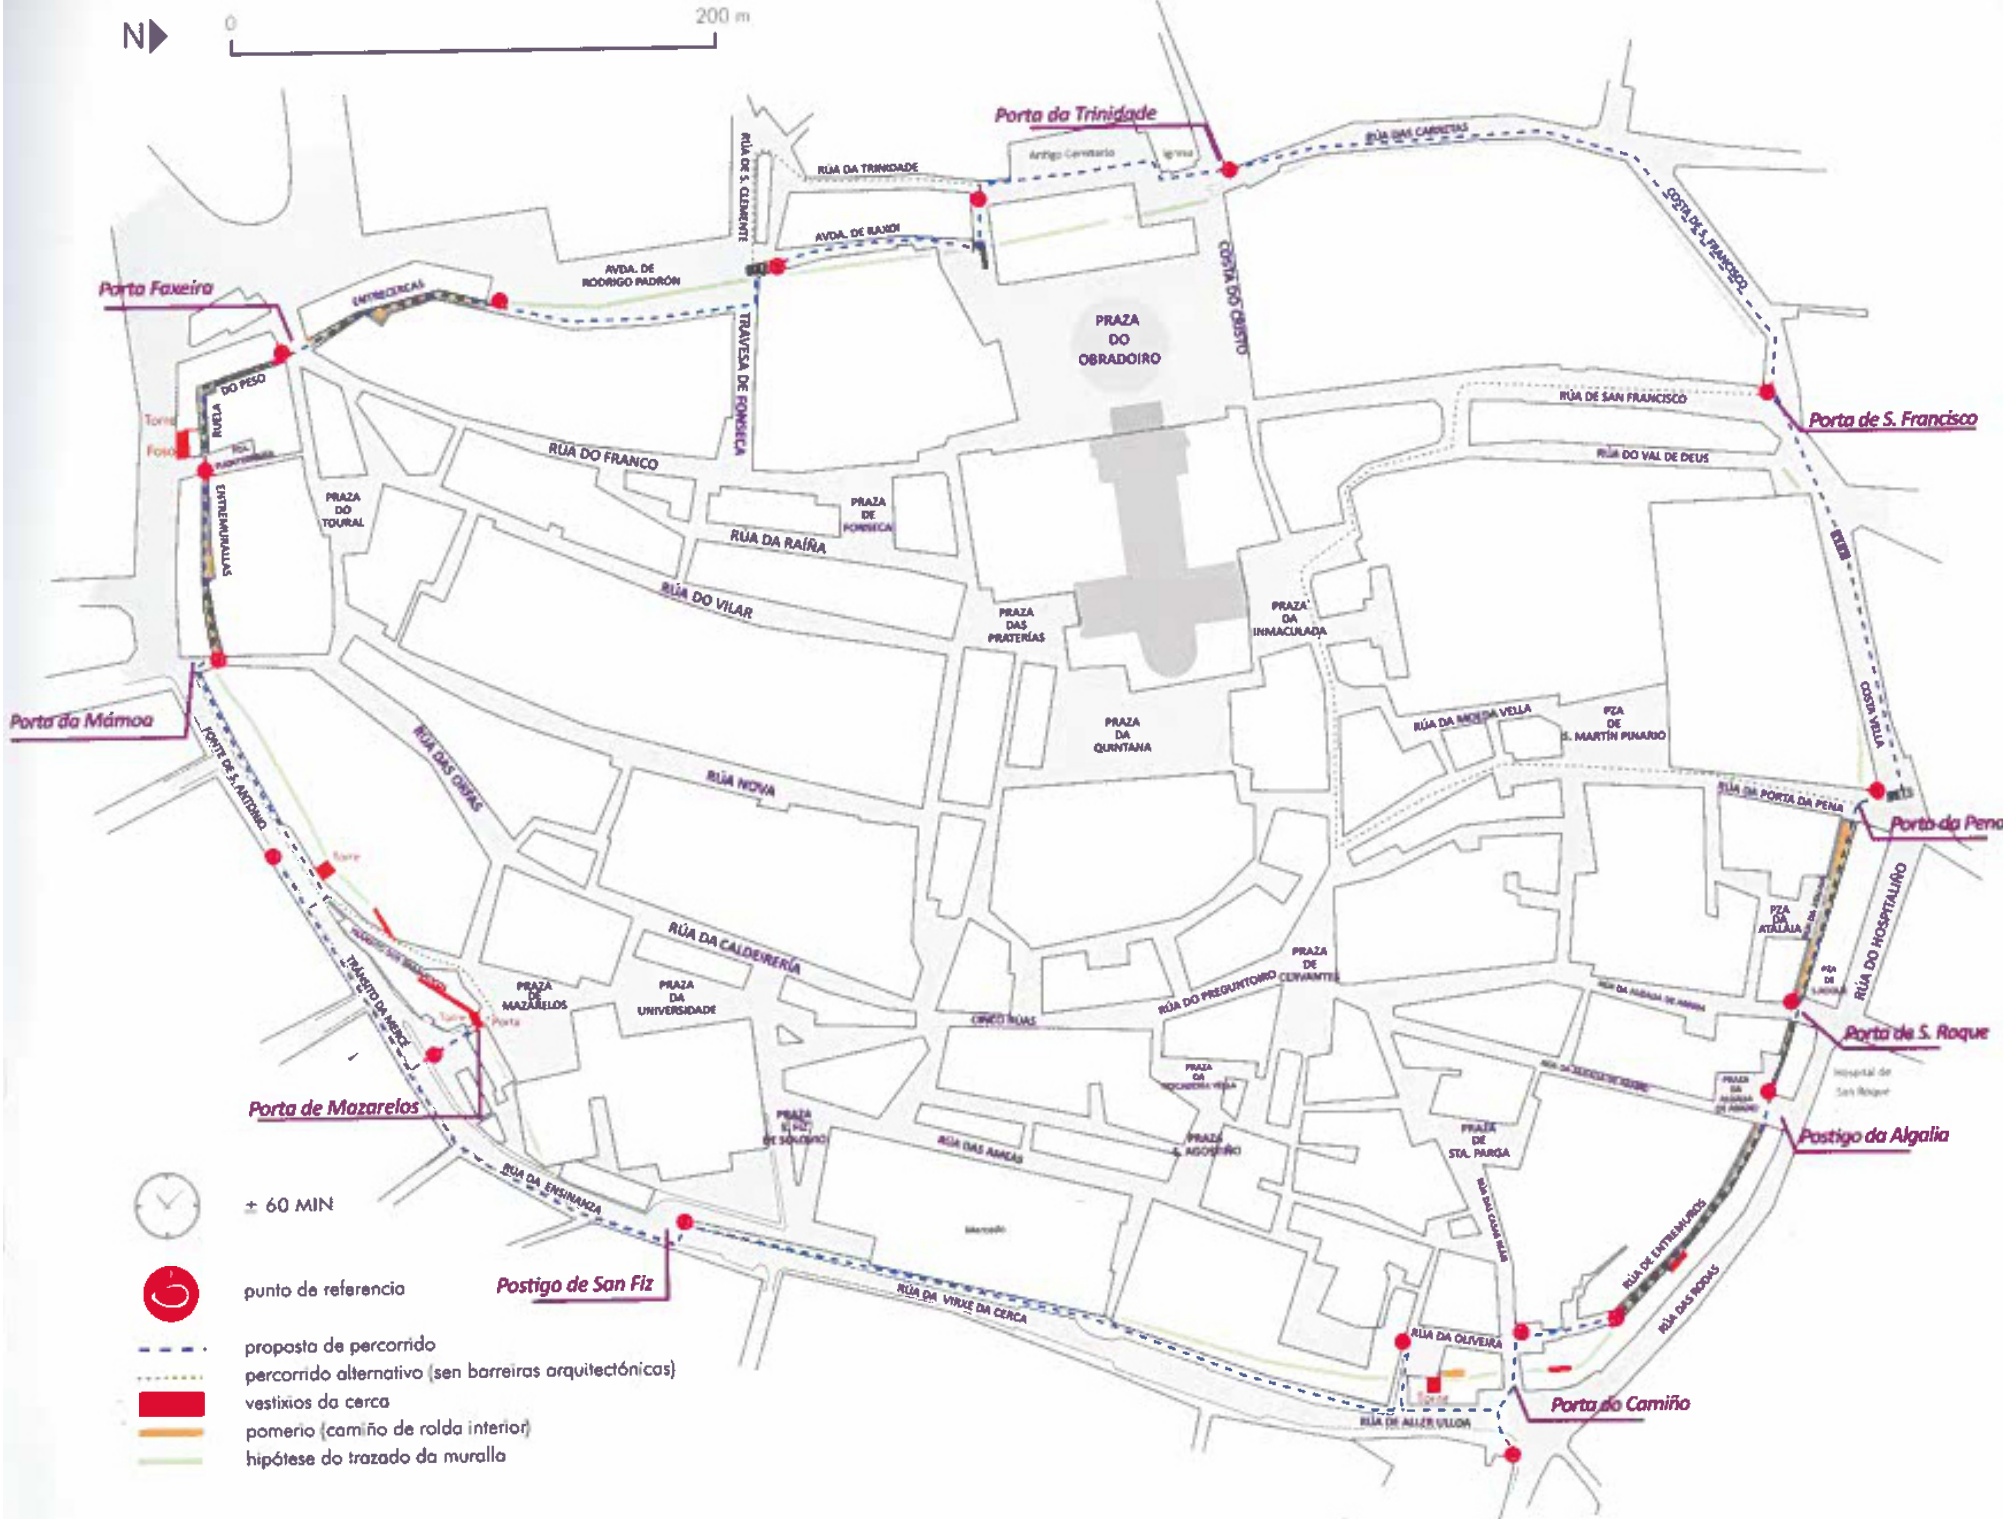 N
0
200 m
Porta da Trinidade
Antigo Cemiterio
Igrexa
RÚA DAS CARRETAS
RÚA DE S. CLEMENTE
RÚA DA TRINIDADE
COSTA DE S. FRANCISCO
AVDA. DE RAXOI
Porta Faxeira
ENTRECERCAS
AVDA. DE
RODRIGO PADRÓN
COSTA DO CRISTO
PRAZA
DO
OBRADOIRO
TRAVESA DE FONSECA
DO PESO
RUELA
Torre
Foso
RÚA DE SAN FRANCISCO
Porta de S. Francisco
RÚA DO FRANCO
RÚA DO VAL DE DEUS
ENTREMURALLAS
PRAZA
DO
TOURAL
PRAZA
DE
FONSECA
RÚA DA RAÍÑA
RÚA DO VILAR
PRAZA
DAS
PRATERÍAS
PRAZA
DA
INMACULADA
Porta da Mámoa
FONTE DE S. ANTONIO
RÚA DAS ORFAS
RÚA NOVA
PRAZA
DA
QUINTANA
RÚA DA MOEDA VELLA
PZA
DE
S. MARTÍN PINARIO
COSTA VELLA
RÚA DA PORTA DA PENA
Porta da Pena
Torre
RÚA DO HOSPITALIÑO
PZA
DA
ATALAIA
RÚA DA CALDEIRERÍA
PRAZA
DE
CERVANTES
TRÁNSITO DA MERCÉ
PRAZA
DE
MAZARELOS
PRAZA
DA
UNIVERSIDADE
RÚA DO PREGUNTOIRO
PZA
DE
CINCO RÚAS
Torre
Porta
Porta de S. Roque
Hospital de
San Roque
Porta de Mazarelos
PRAZA
S. FIZ
DE SOLOVIO
RÚA DAS AMEAS
PRAZA
S. AGOSTIÑO
PRAZA
DE
STA. PARGA
Postigo da Algalia
RÚA DA ENSINANZA
Mercado
RÚA DE ENTREMUROS
RÚA DAS RODAS
± 60 MIN
Postigo de San Fiz
RÚA DA VIRXE DA CERCA
RÚA DA OLIVEIRA
Torre
Porta do Camiño
RÚA DE ALLER ULLOA
punto de referencia
proposta de percorrido
percorrido alternativo (sen barreiras arquitectónicas)
vestixios da cerca
pomerio (camiño de rolda interior)
hipótese do trazado da muralla